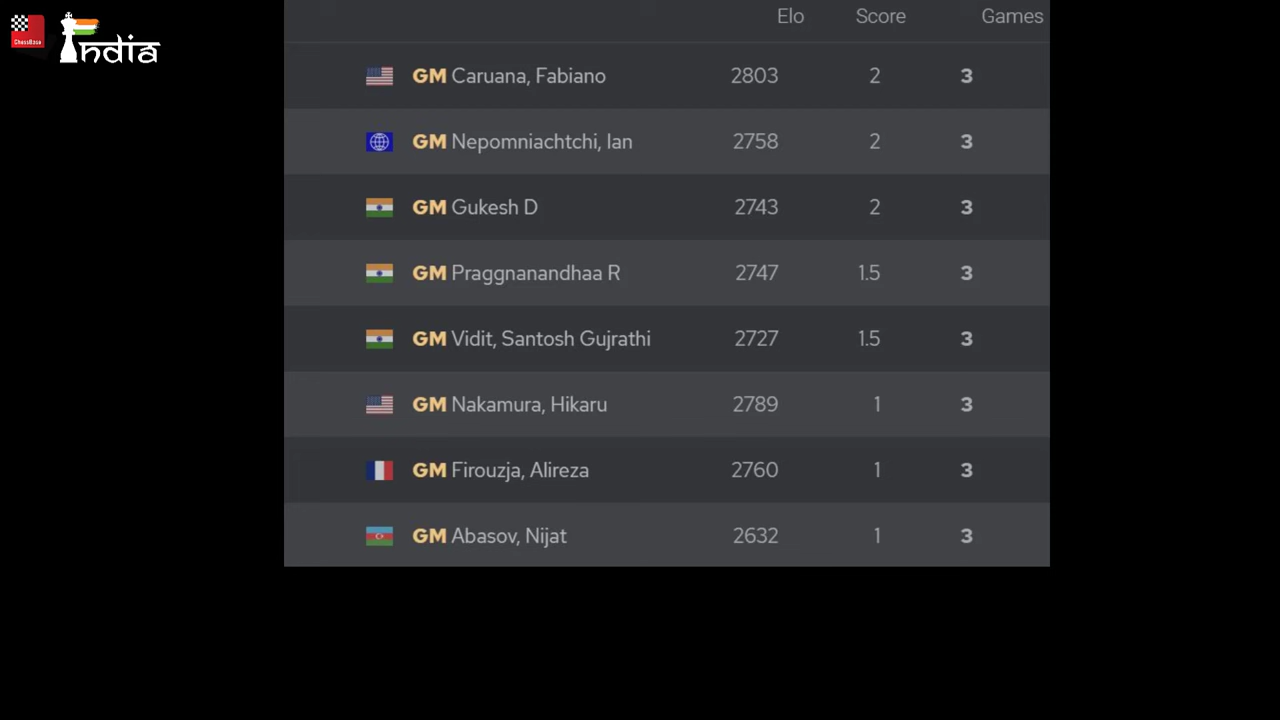 ChessBase
India
Elo Score Games
GM Caruana, Fabiano 2803 2 3
GM Nepomniachtchi, Ian 2758 2 3
GM Gukesh D 2743 2 3
GM Praggnanandhaa R 2747 1.5 3
GM Vidit, Santosh Gujrathi 2727 1.5 3
GM Nakamura, Hikaru 2789 1 3
GM Firouzja, Alireza 2760 1 3
GM Abasov, Nijat 2632 1 3